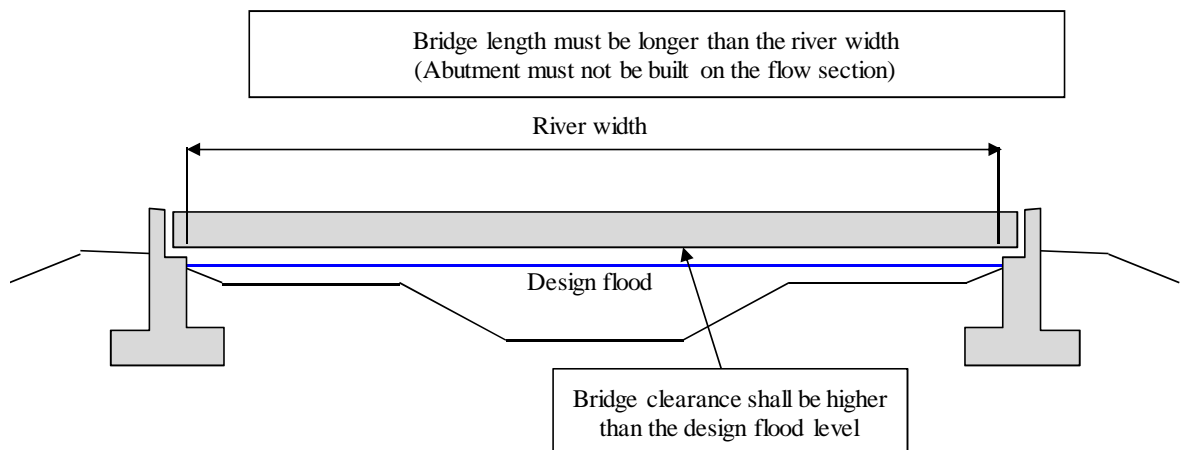 Bridge length must be longer than the river width
(Abutment must not be built on the flow section)
River width
Design flood
Bridge clearance shall be higher
than the design flood level